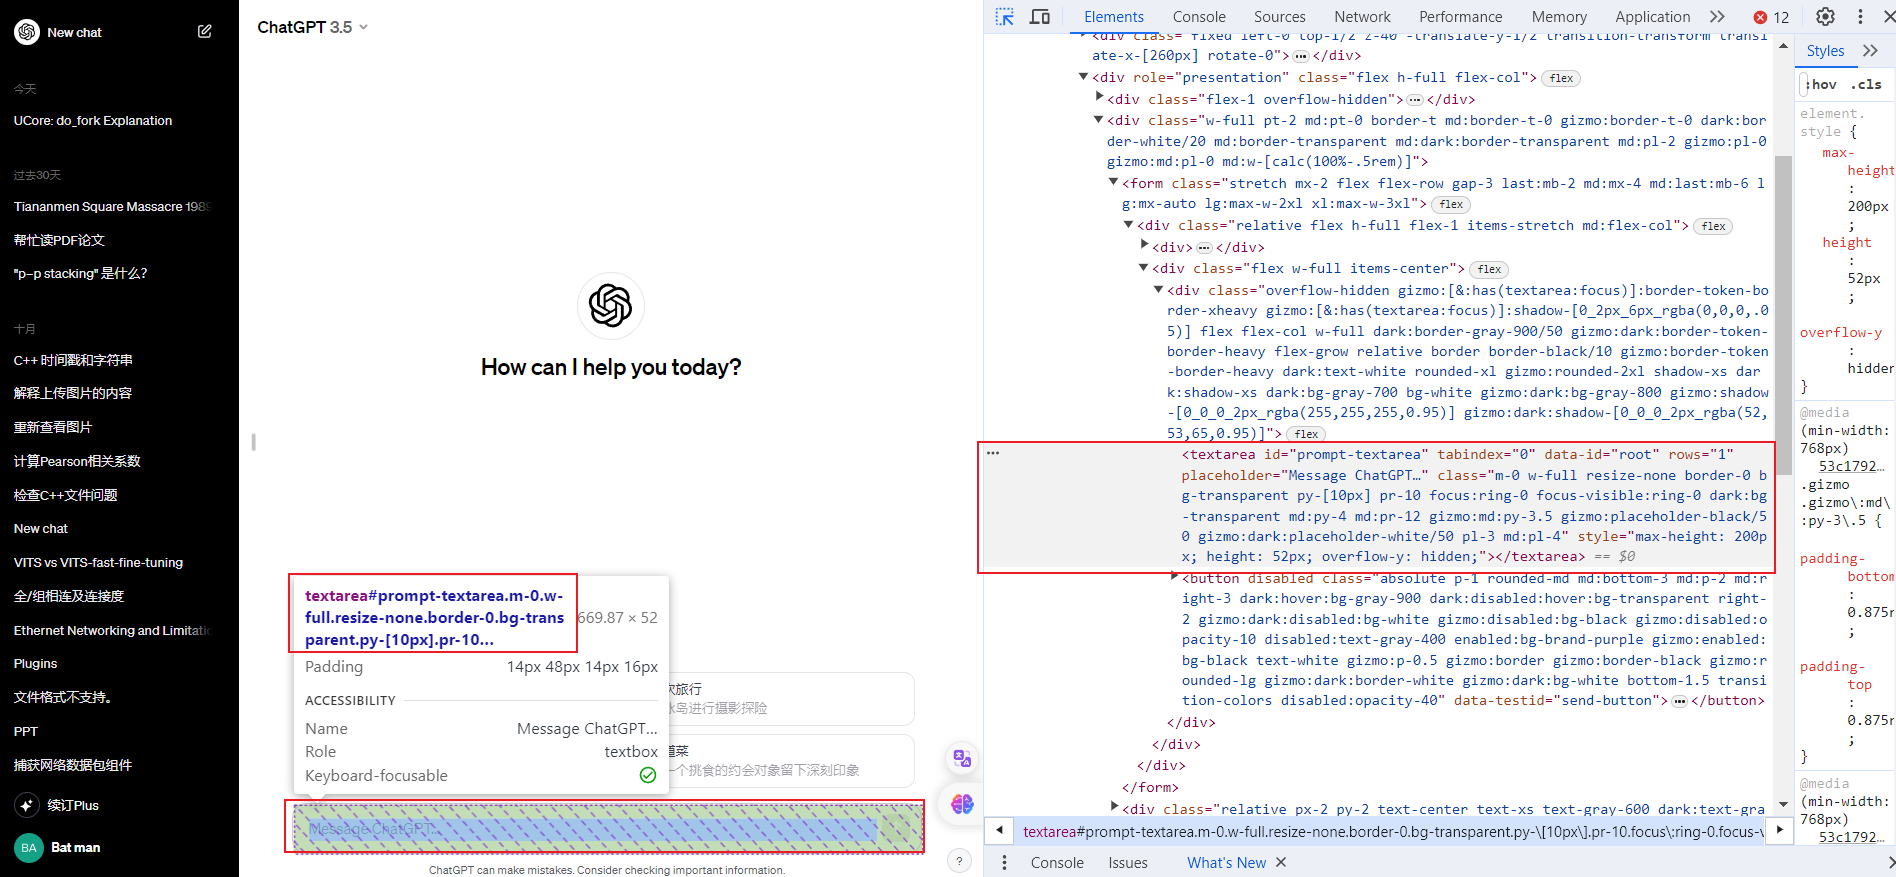 New chat
今天
UCore: do_fork Explanation
过去30天
Tiananmen Square Massacre 1989
帮忙读PDF论文
"p-p stacking" 是什么?
十月
C++ 时间戳和字符串
解释上传图片的内容
重新查看图片
计算Pearson相关系数
检查C++文件问题
New chat
VITS vs VITS-fast-fine-tuning
全/组相连及连接度
Ethernet Networking and Limitatic
Plugins
文件格式不支持。
PPT
捕获网络数据包组件
续订Plus
BA Bat man
ChatGPT 3.5
How can I help you today?
textarea#prompt-textarea.m-0.w-
full.resize-none.border-0.bg-trans
parent.py-[10px].pr-10...
669.87 × 52
Padding 14px 48px 14px 16px
ACCESSIBILITY
Name Message ChatGPT...
Role textbox
Keyboard-focusable
次旅行
冰岛进行摄影探险
道菜
一个挑食的约会对象留下深刻印象
Message ChatGPT...
ChatGPT can make mistakes. Consider checking important information.
?
Elements Console Sources Network Performance Memory Application 12
<div class="fixed left-0 top-1/2 z-40 -translate-y-1/2 transition-transform transl
ate-x-[260px] rotate-0">…</div>
<div role="presentation" class="flex h-full flex-col"> flex
<div class="flex-1 overflow-hidden">…</div>
<div class="w-full pt-2 md:pt-0 border-t md:border-t-0 gizmo:border-t-0 dark:bor
der-white/20 md:border-transparent md:dark:border-transparent md:pl-2 gizmo:pl-0
gizmo:md:pl-0 md:w-[calc(100%-.5rem)]">
<form class="stretch mx-2 flex flex-row gap-3 last:mb-2 md:mx-4 md:last:mb-6 l
g:mx-auto lg:max-w-2xl xl:max-w-3xl"> flex
<div class="relative flex h-full flex-1 items-stretch md:flex-col"> flex
<div>…</div>
<div class="flex w-full items-center"> flex
<div class="overflow-hidden gizmo:[&:has(textarea:focus)]:border-token-bo
rder-xheavy gizmo:[&:has(textarea:focus)]:shadow-[0_2px_6px_rgba(0,0,0,.
05)] flex flex-col w-full dark:border-gray-900/50 gizmo:dark:border-token-
border-heavy flex-grow relative border border-black/10 gizmo:border-token
-border-heavy dark:text-white rounded-xl gizmo:rounded-2xl shadow-xs dar
k:shadow-xs dark:bg-gray-700 bg-white gizmo:dark:bg-gray-800 gizmo:shadow
-[0_0_0_2px_rgba(255,255,255,0.95)] gizmo:dark:shadow-[0_0_0_2px_rgba(52,
53,65,0.95)]"> flex
… <textarea id="prompt-textarea" tabindex="0" data-id="root" rows="1"
placeholder="Message ChatGPT…" class="m-0 w-full resize-none border-0 b
g-transparent py-[10px] pr-10 focus:ring-0 focus-visible:ring-0 dark:bg
-transparent md:py-4 md:pr-12 gizmo:md:py-3.5 gizmo:placeholder-black/5
0 gizmo:dark:placeholder-white/50 pl-3 md:pl-4" style="max-height: 200p
x; height: 52px; overflow-y: hidden;"></textarea> == $0
<button disabled class="absolute p-1 rounded-md md:bottom-3 md:p-2 md:r
ight-3 dark:hover:bg-gray-900 dark:disabled:hover:bg-transparent right-
2 gizmo:dark:disabled:bg-white gizmo:disabled:bg-black disabled:o
pacity-10 disabled:text-gray-400 enabled:bg-brand-purple gizmo:enabled:
bg-black text-white gizmo:p-0.5 gizmo:border gizmo:border-black gizmo:r
ounded-lg gizmo:dark:border-white gizmo:dark:bg-white bottom-1.5 transi
tion-colors disabled:opacity-40" data-testid="send-button">…</button>
</div>
</div>
</div>
</form>
<div class="relative px-2 py-2 text-center text-xs text-gray-600 dark:text-gra
textarea#prompt-textarea.m-0.w-full.resize-none.border-0.bg-transparent.py-\[10px\].pr-10.focus\:ring-0.focus-v
Console Issues What's New
Styles
:hov .cls
element.
style {
max-
height
:
200px
;
height
:
52px
;
overflow-y
:
hidden
}
@media
(min-width:
768px)
53c1792…
.gizmo
.gizmo\:md\
:py-3\.5 {
padding-
bottom
:
0.875r
;
padding-
top
:
0.875r
;
}
@media
(min-width:
768px)
53c1792…